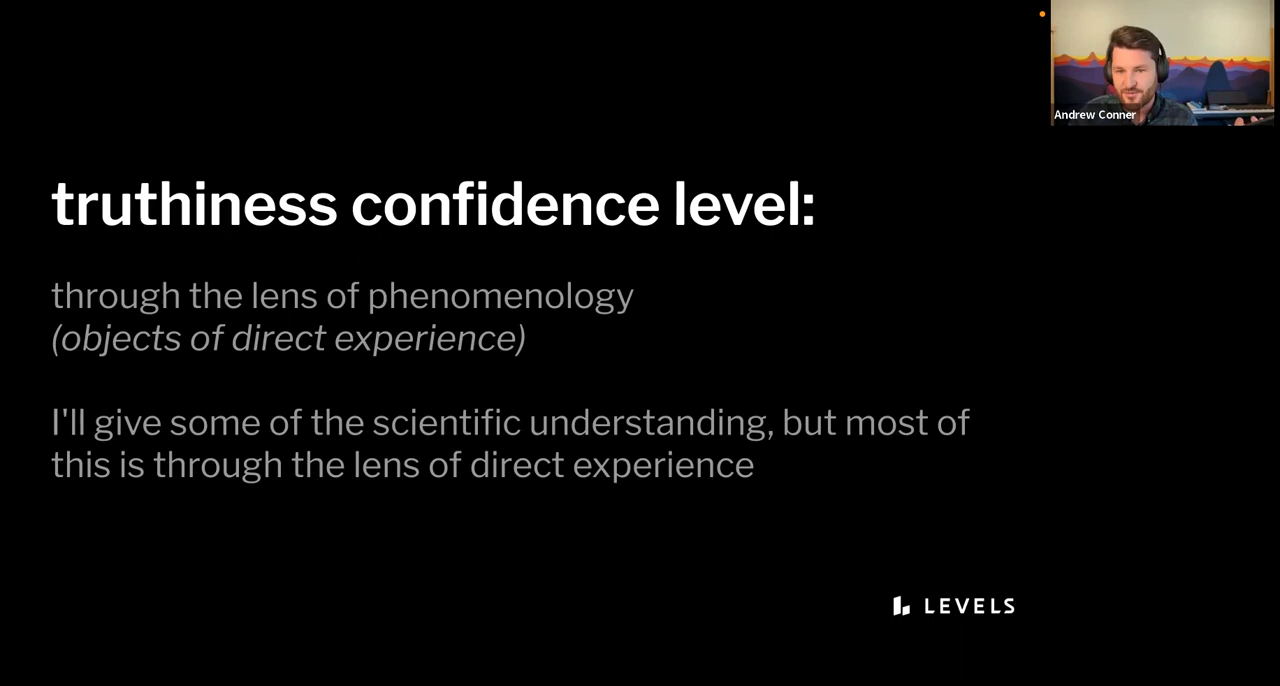 Andrew Conner
truthiness confidence level:
through the lens of phenomenology
(objects of direct experience)
I'll give some of the scientific understanding, but most of
this is through the lens of direct experience
LEVELS